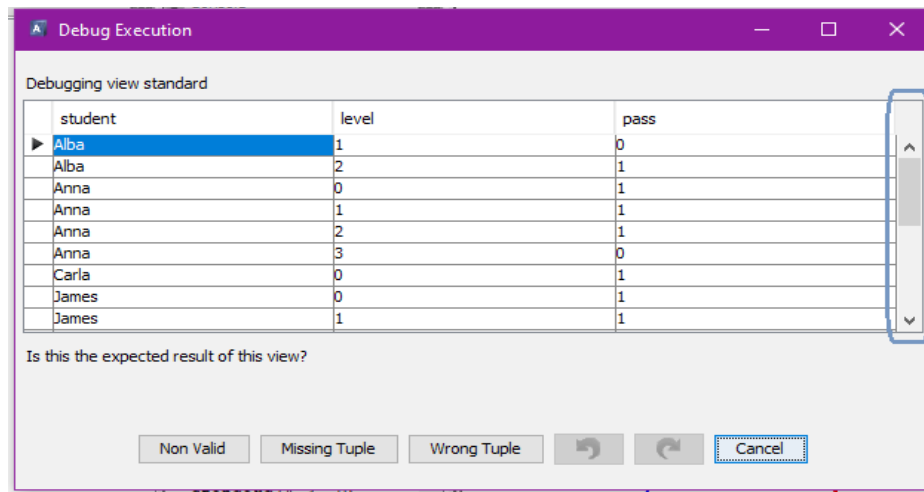 Debug Execution
Debugging view standard
student level pass
Alba 1 0
Alba 2 1
Anna 0 1
Anna 1 1
Anna 2 1
Anna 3 0
Carla 0 1
James 0 1
James 1 1
Is this the expected result of this view?
Non Valid Missing Tuple Wrong Tuple Cancel